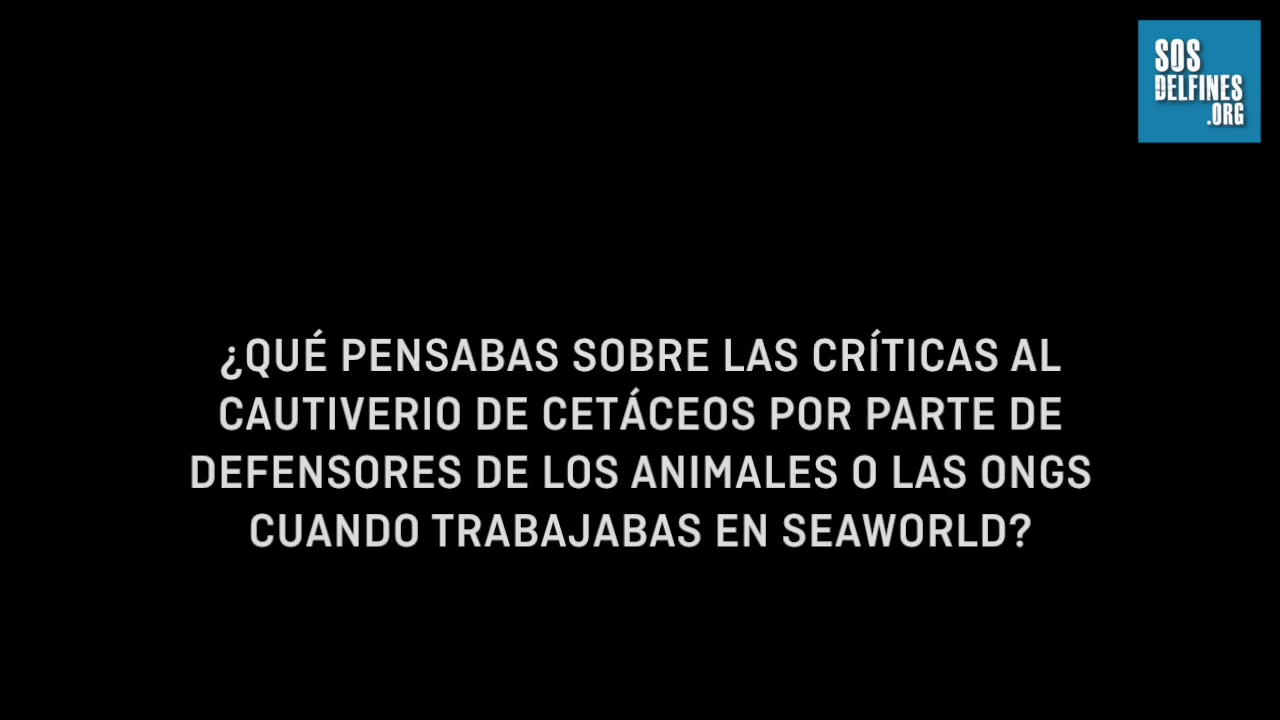 SOS
DELFINES
.ORG
¿QUÉ PENSABAS SOBRE LAS CRÍTICAS AL
CAUTIVERIO DE CETÁCEOS POR PARTE DE
DEFENSORES DE LOS ANIMALES O LAS ONGS
CUANDO TRABAJABAS EN SEAWORLD?